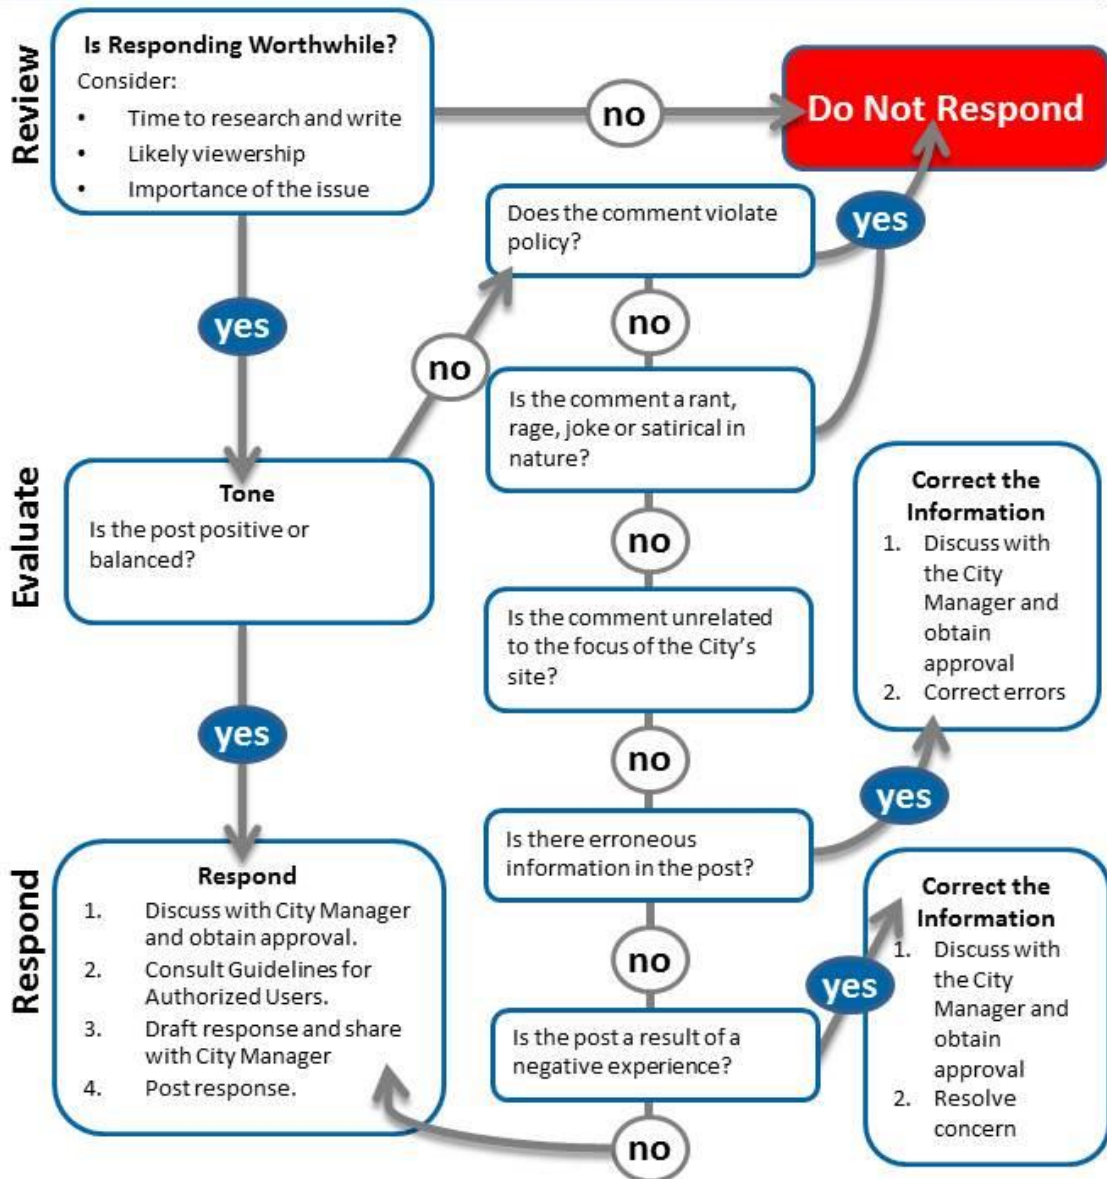 Review
Is Responding Worthwhile?
Consider:
• Time to research and write
• Likely viewership
• Importance of the issue
no
Do Not Respond
yes
Does the comment violate
policy?
yes
no
no
Is the comment a rant,
rage, joke or satirical in
nature?
Evaluate
Tone
Is the post positive or
balanced?
no
Is the comment unrelated
to the focus of the City's
site?
Correct the
Information
1. Discuss with
the City
Manager and
obtain
approval
2. Correct errors
yes
no
yes
Is there erroneous
information in the post?
Respond
Respond
1. Discuss with City Manager
and obtain approval.
2. Consult Guidelines for
Authorized Users.
3. Draft response and share
with City Manager
4. Post response.
no
yes
Is the post a result of a
negative experience?
Correct the
Information
1. Discuss with
the City
Manager and
obtain
approval
2. Resolve
concern
no